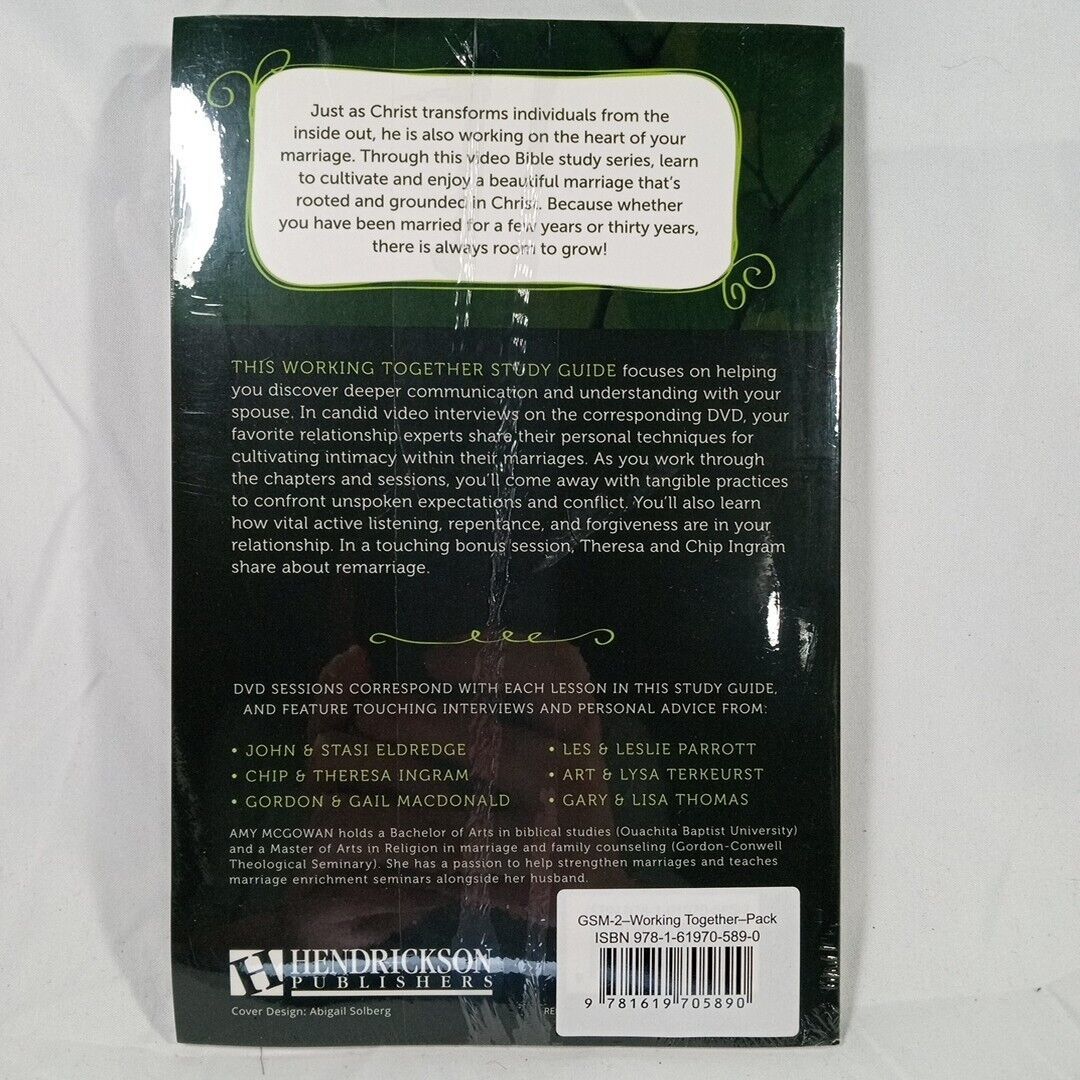 Just as Christ transforms individuals from the
inside out, he is also working on the heart of your
marriage. Through this video Bible study series, learn
to cultivate and enjoy a beautiful marriage that's
rooted and grounded in Christ. Because whether
you have been married for a few years or thirty years,
there is always room to grow!
THIS WORKING TOGETHER STUDY GUIDE focuses on helping
you discover deeper communication and understanding with your
spouse. In candid video interviews on the corresponding DVD, your
favorite relationship experts share their personal techniques for
cultivating intimacy within their marriages. As you work through
the chapters and sessions, you'll come away with tangible practices
to confront unspoken expectations and conflict. You'll also learn
how vital active listening, repentance, and forgiveness are in your
relationship. In a touching bonus session, Theresa and Chip Ingram
share about remarriage.
DVD SESSIONS CORRESPOND WITH EACH LESSON IN THIS STUDY GUIDE,
AND FEATURE TOUCHING INTERVIEWS AND PERSONAL ADVICE FROM:
• JOHN & STASI ELDREDGE
• CHIP & THERESA INGRAM
• GORDON & GAIL MACDONALD
• LES & LESLIE PARROTT
• ART & LYSA TERKEURST
• GARY & LISA THOMAS
AMY MCGOWAN holds a Bachelor of Arts in biblical studies (Ouachita Baptist University)
and a Master of Arts in Religion in marriage and family counseling (Gordon-Conwell
Theological Seminary). She has a passion to help strengthen marriages and teaches
marriage enrichment seminars alongside her husband.
HENDRICKSON
PUBLISHERS
Cover Design: Abigail Solberg
RE
GSM-2–Working Together–Pack
ISBN 978-1-61970-589-0
9 781619 705890